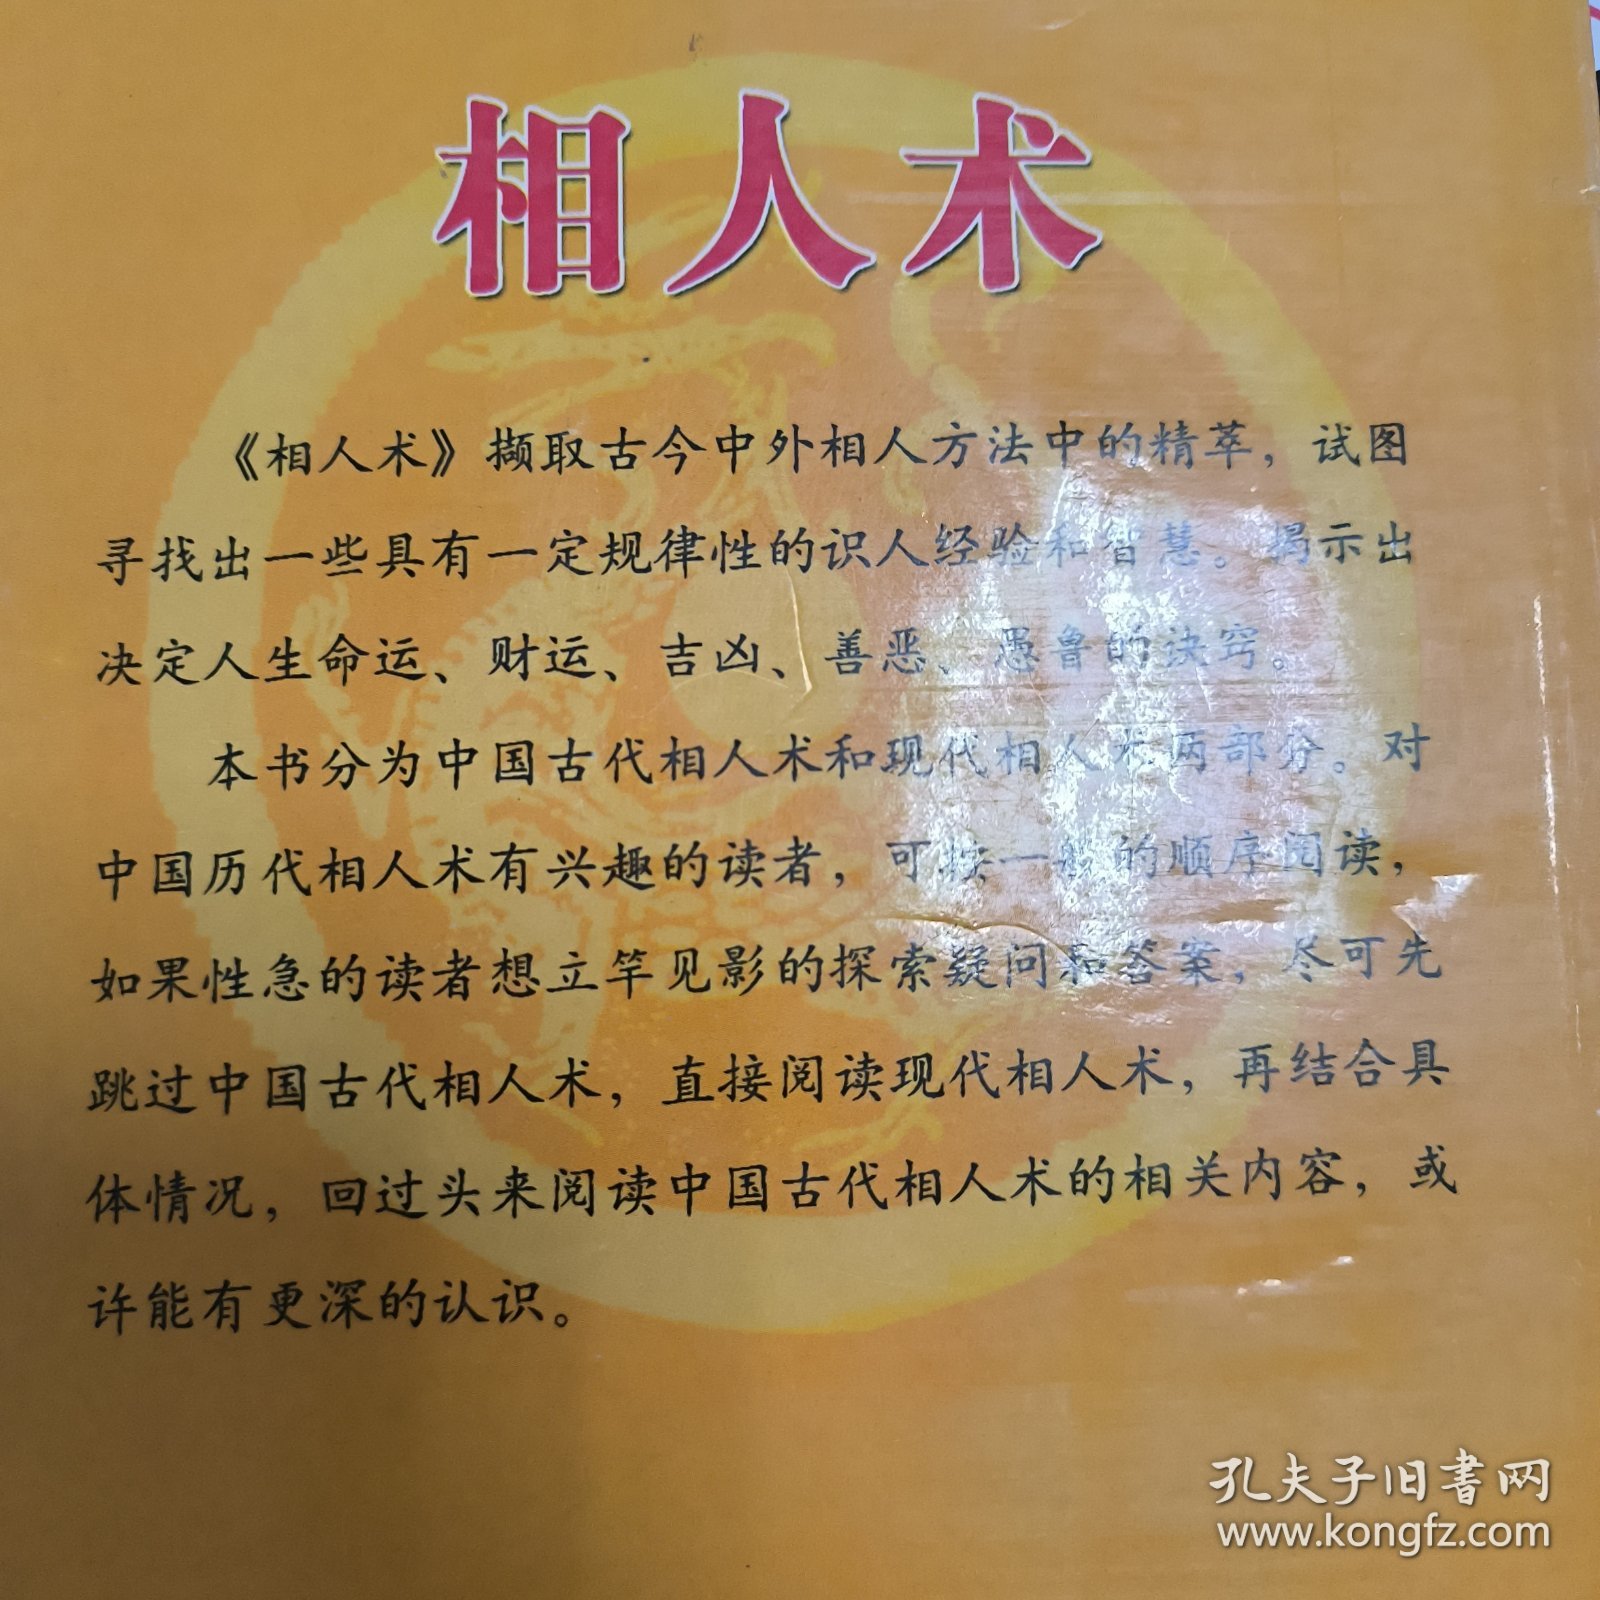 相人术
《相人术》撷取古今中外相人方法中的精萃，试图
寻找出一些具有一定规律性的识人经验和智慧。揭示出
决定人生命运、财运、吉凶、善恶、愚鲁的诀窍。
本书分为中国古代相人术和现代相人术两部分。对
中国历代相人术有兴趣的读者，可按一般的顺序阅读，
如果性急的读者想立竿见影的探索疑问和答案，尽可先
跳过中国古代相人术，直接阅读现代相人术，再结合具
体情况，回过头来阅读中国古代相人术的相关内容，或
许能有更深的认识。
孔夫子旧书网
www.kongfz.com